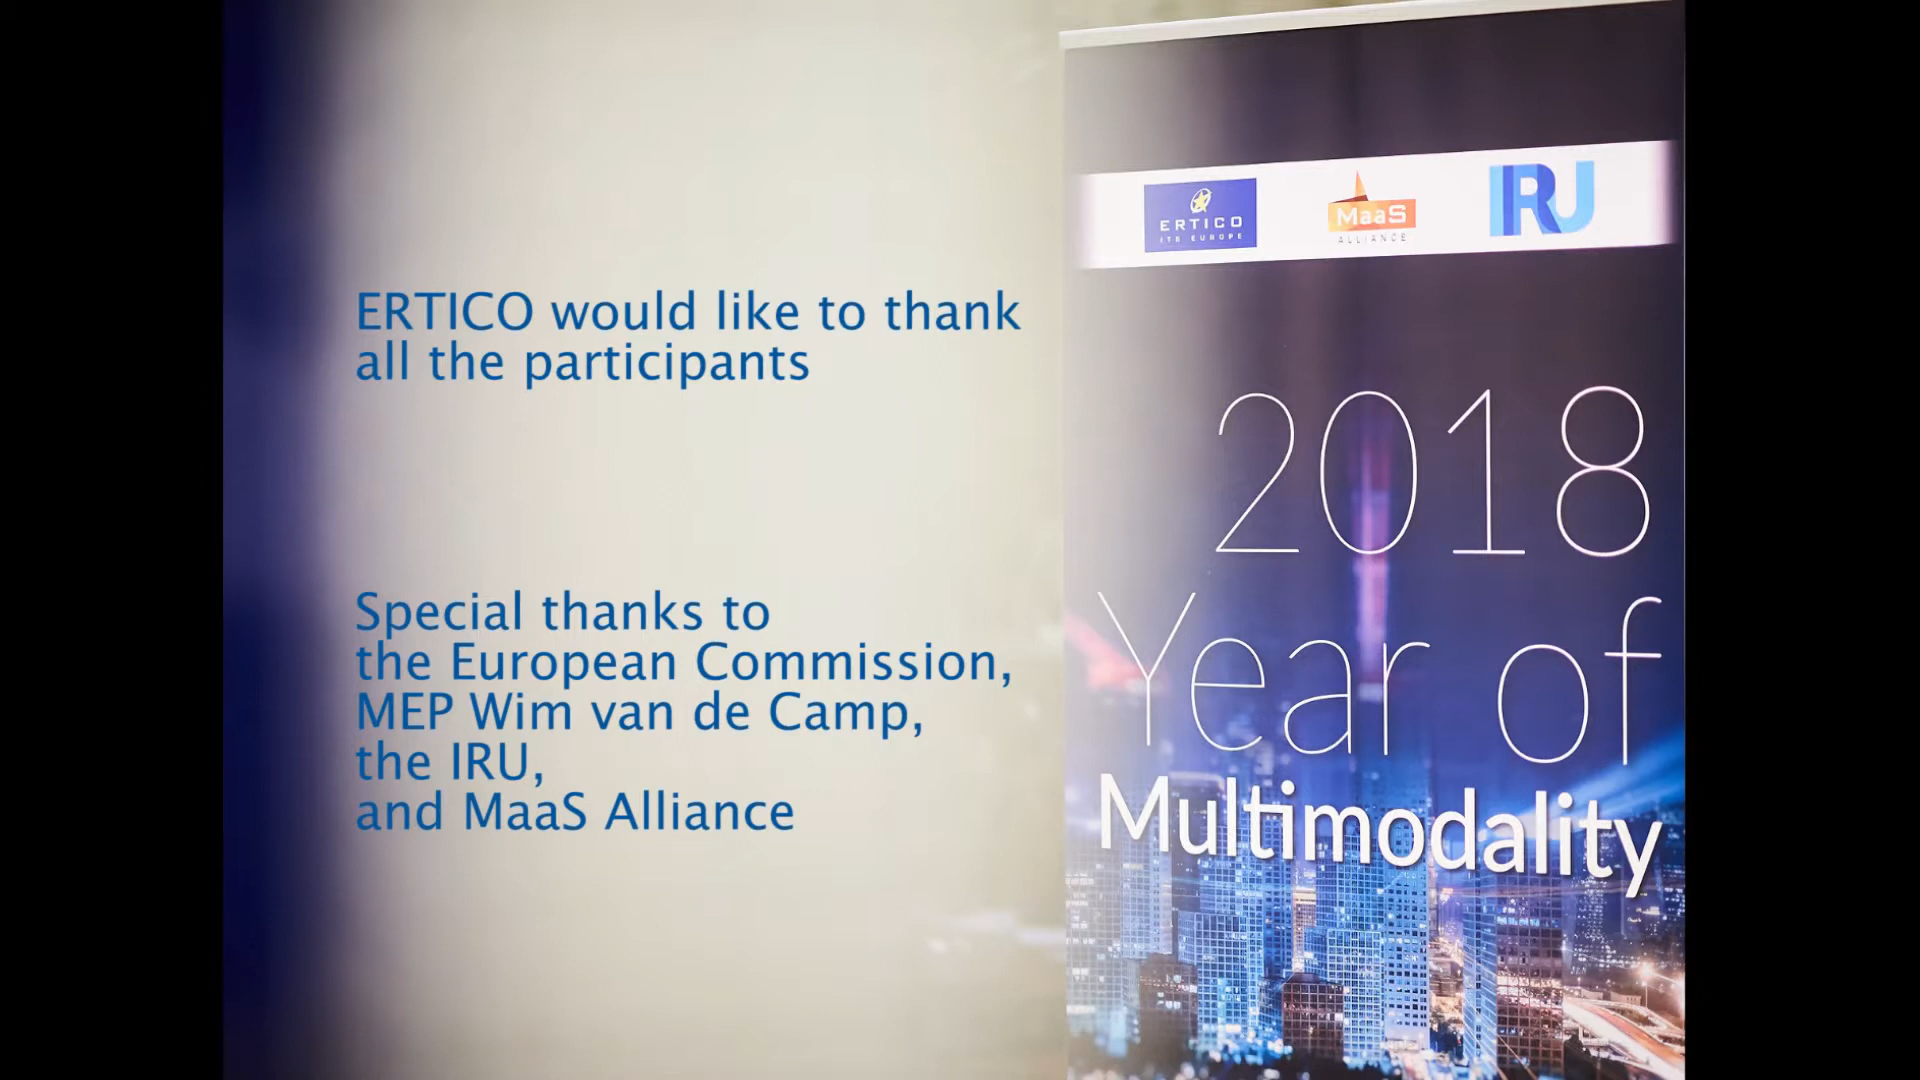 ERTICO would like to thank
all the participants
Special thanks to
the European Commission,
MEP Wim van de Camp,
the IRU,
and MaaS Alliance
ERTICO
ITS EUROPE
MaaS
ALLIANCE
IRU
2018
Year of
Multimodality